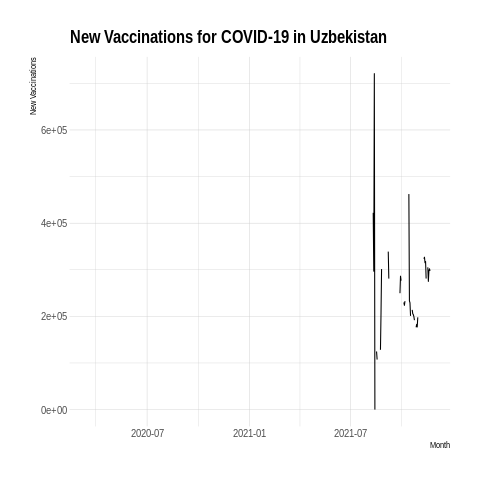 New Vaccinations for COVID-19 in Uzbekistan
New Vaccinations
6e+05
4e+05
2e+05
0e+00
2020-07
2021-01
2021-07
Month